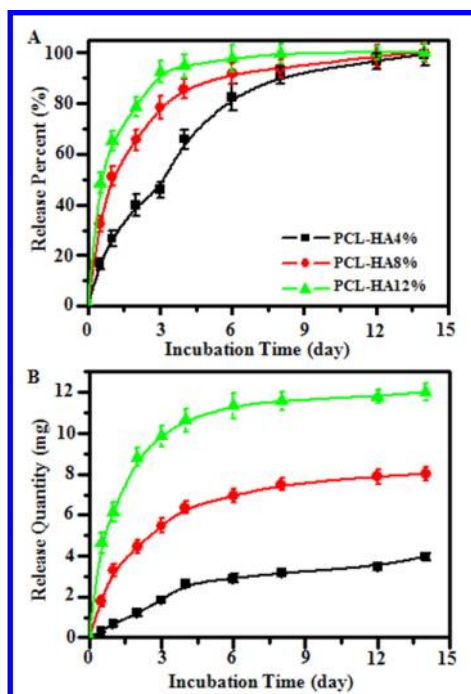 A
100
80
60
40
20
0
Release Percent (%)
PCL-HA4%
PCL-HA8%
PCL-HA12%
0 3 6 9 12 15
Incubation Time (day)
B
12
10
8
6
4
2
0
Release Quantity (mg)
0 3 6 9 12 15
Incubation Time (day)